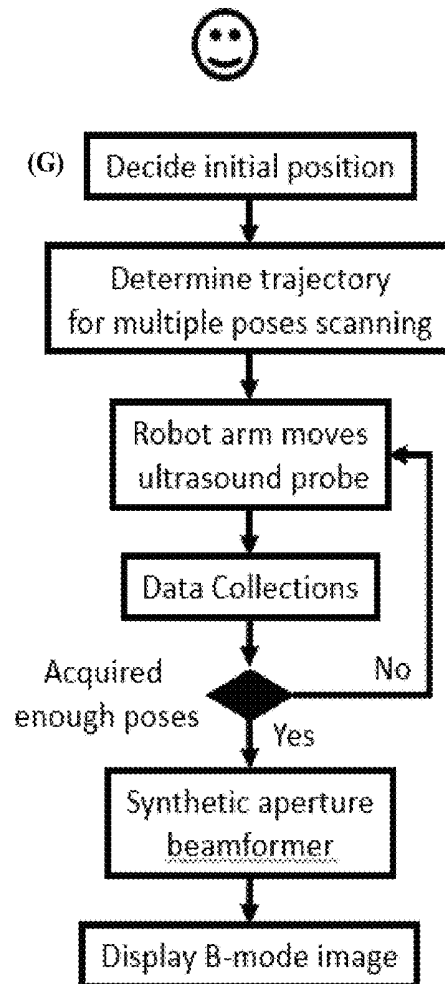 (G) Decide initial position
Determine trajectory
for multiple poses scanning
Robot arm moves
ultrasound probe
Data Collections
Acquired
enough poses
No
Yes
Synthetic aperture
beamformer
Display B-mode image